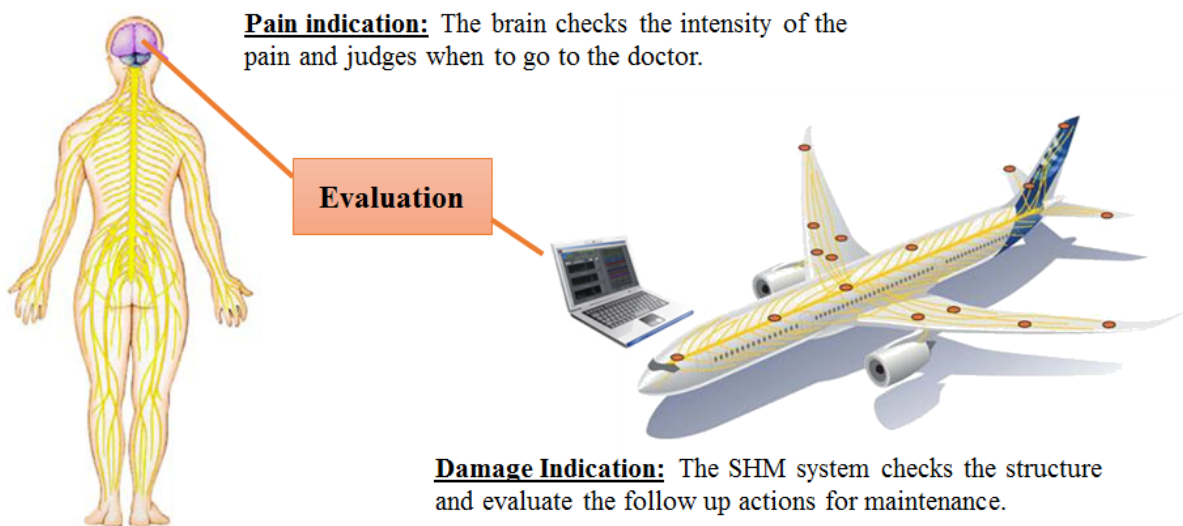 Pain indication: The brain checks the intensity of the
pain and judges when to go to the doctor.
Evaluation
Damage Indication: The SHM system checks the structure
and evaluate the follow up actions for maintenance.